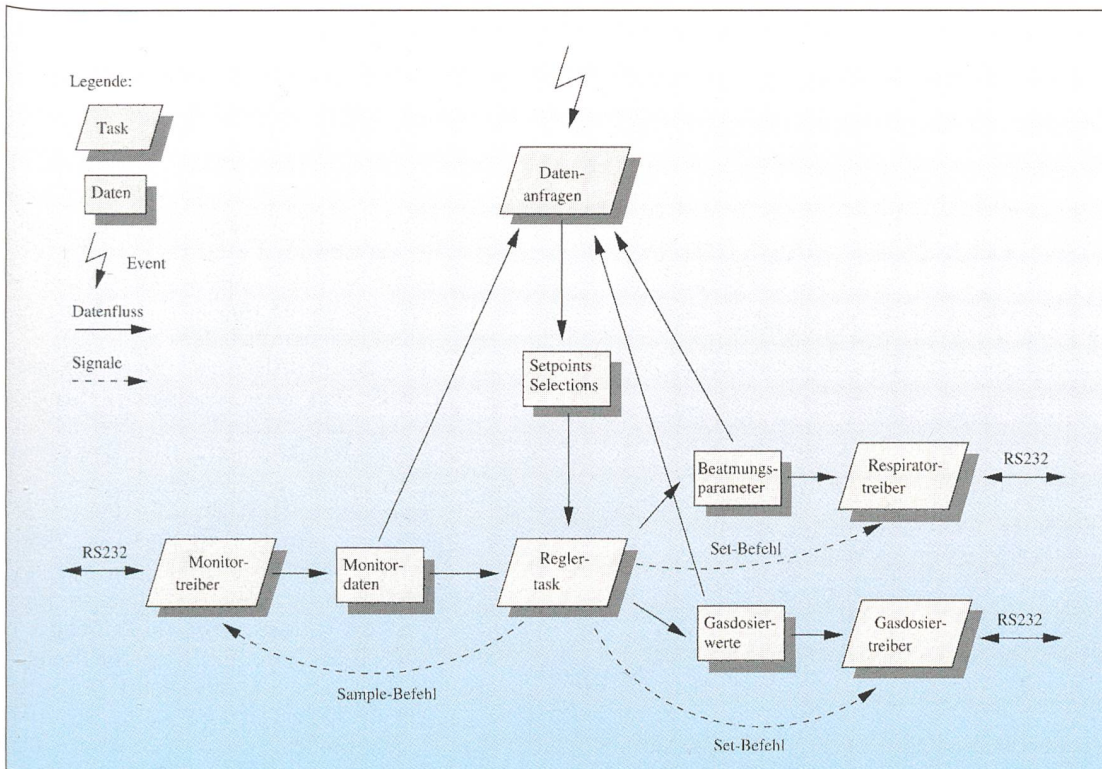 Legende:
Task
Daten
Event
Datenfluss
Signale
Daten-
anfragen
Setpoints
Selections
Beatmungs-
parameter
Respirator-
treiber
RS232
Set-Befehl
RS232
Monitor-
treiber
Monitor-
daten
Regler-
task
Gasdosier-
werte
Gasdosier-
treiber
RS232
Sample-Befehl
Set-Befehl